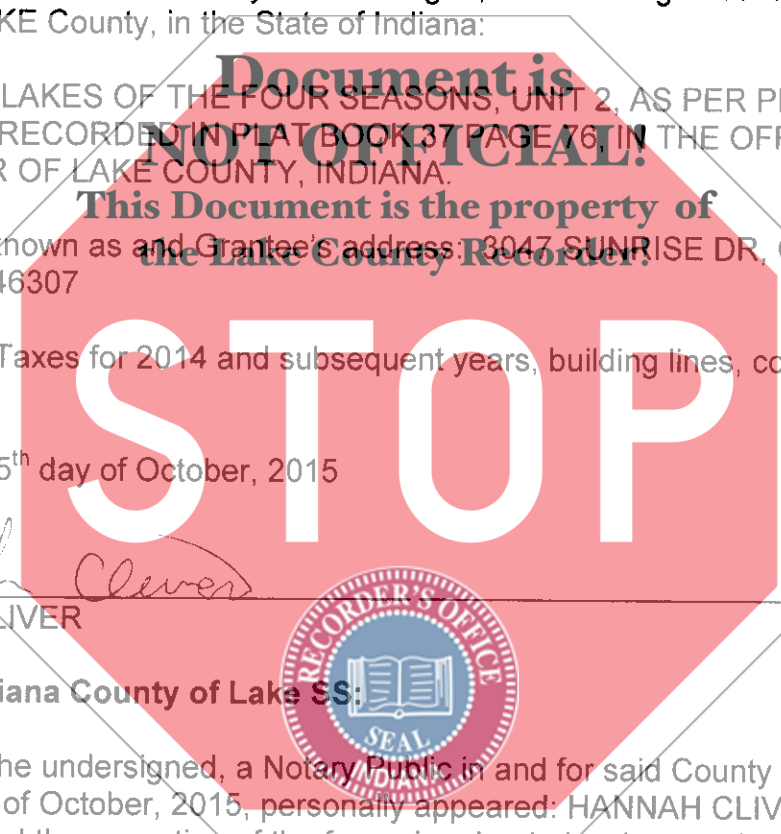 KE County, in the State of Indiana:
Document is
LAKES OF THE FOUR SEASONS, UNIT 2, AS PER
RECORDED IN PLAT BOOK 37 PAGE 76, IN THE
NOT OFFICIAL!
R OF LAKE COUNTY, INDIANA.
This Document is the property of
known as and Grantee's address: 3047 SUNRISE DR,
the Lake County Recorder!
46307
STOP
Taxes for 2014 and subsequent years, building lines,
5th day of October, 2015
Cliver
LIVER
RECORDER'S OFFICE
SEAL
INDIANA
iana County of Lake SS:
he undersigned, a Notary Public in and for said County
of October, 2015, personally appeared: HANNAH CLIV